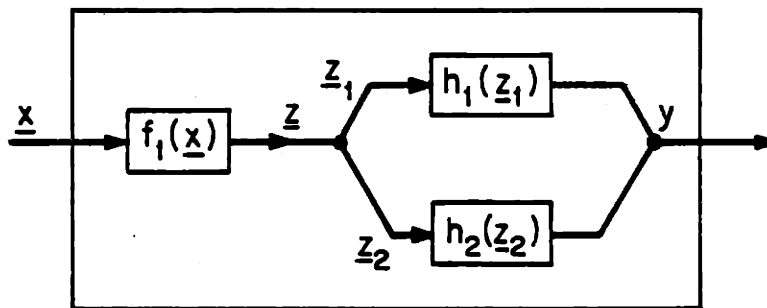 x
f₁(x)
z
z₁
h₁(z₁)
z₂
h₂(z₂)
y